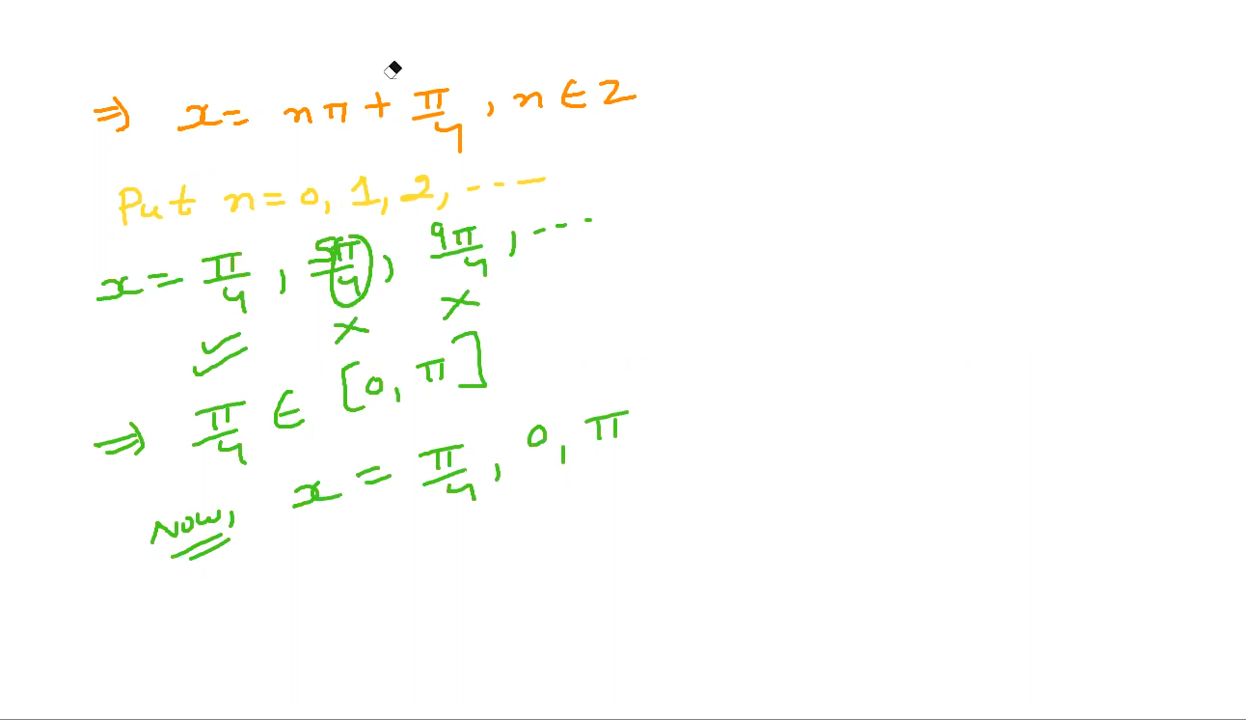 ⇒ x = nπ + π/4 , n ∈ Z
Put n = 0, 1, 2, ---
x = π/4 , 5π/4 , 9π/4 , ---
✓ × ×
⇒ π/4 ∈ [0, π]
Now, x = π/4 , 0, π